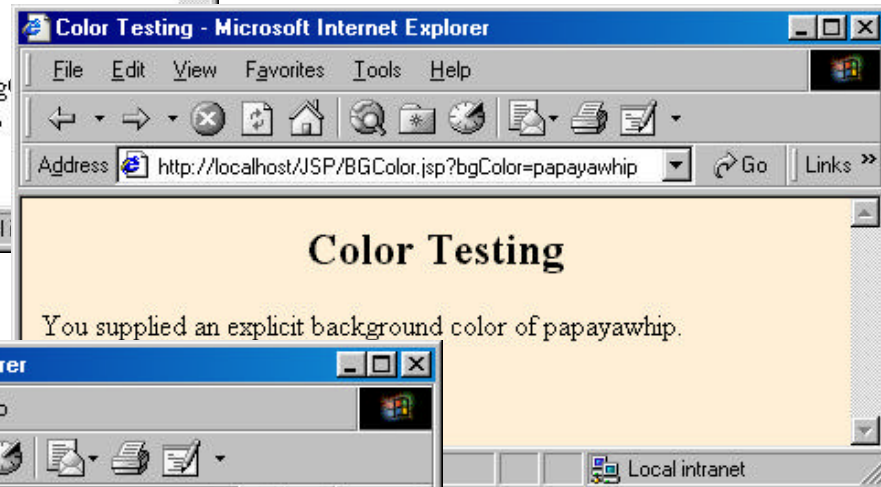 Color Testing - Microsoft Internet Explorer
File Edit View Favorites Tools Help
Address http://localhost/JSP/BGColor.jsp?bgColor=papayawhip Go Links »
Color Testing
You supplied an explicit background color of papayawhip.
Local intranet